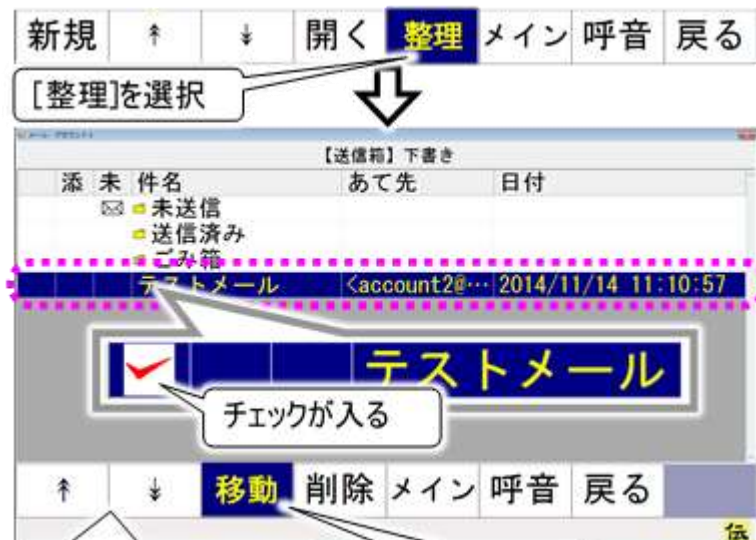 新規 ↟ ↡ 開く 整理 メイン 呼音 戻る
[整理]を選択
【送信箱】下書き
添 未 件名 あて先 日付
未送信
送信済み
ごみ箱
テストメール <account2@… 2014/11/14 11:10:57
テストメール
チェックが入る
↟ ↡ 移動 削除 メイン 呼音 戻る
伝